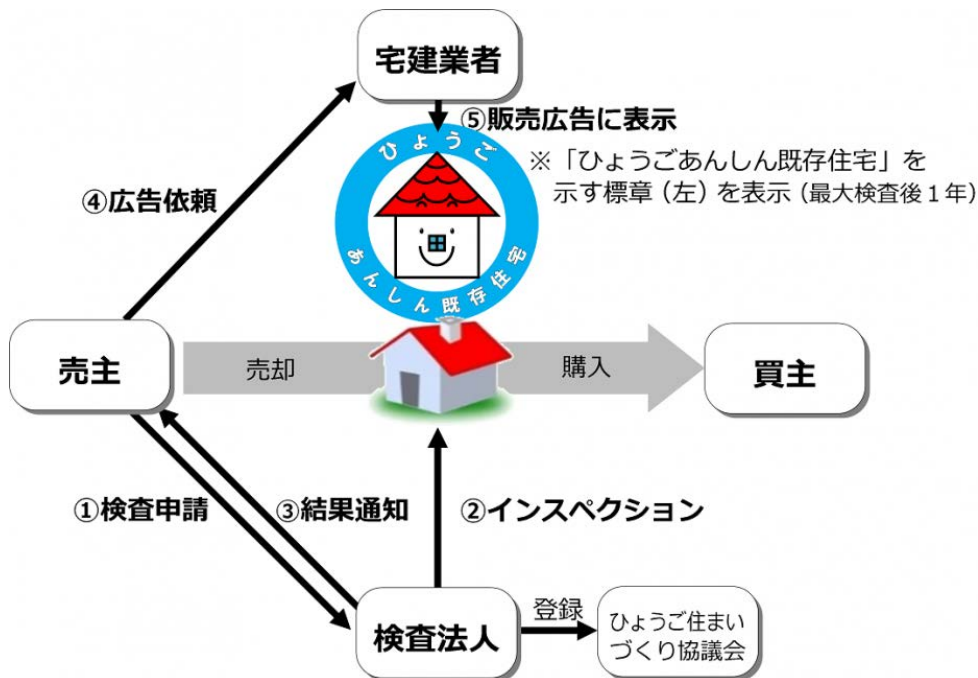 宅建業者
⑤販売広告に表示
ひょうご
あんしん既存住宅
※「ひょうごあんしん既存住宅」を
示す標章(左)を表示(最大検査後1年)
④広告依頼
売主
売却
購入
買主
①検査申請
③結果通知
②インスペクション
検査法人
登録
ひょうご住まい
づくり協議会